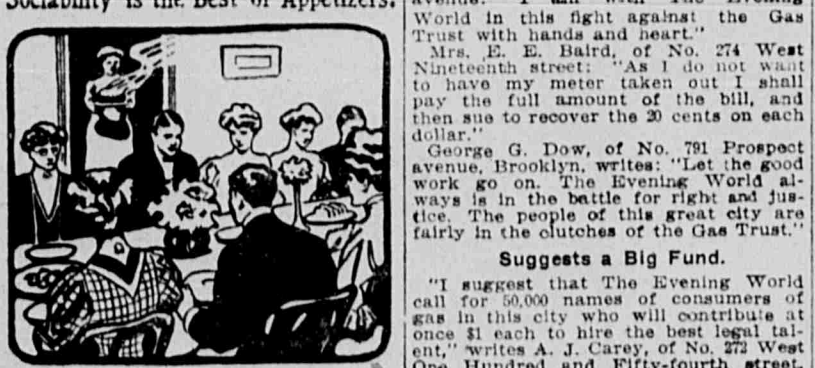 Sociability is the Best of Appetizers.
avenue: "I am with The Evening
World in this fight against the Gas
Trust with hands and heart."
Mrs. E. E. Baird, of No. 274 West
Nineteenth street: "As I do not want
to have my meter taken out I shall
pay the full amount of the bill, and
then sue to recover the 20 cents on each
dollar."
George G. Dow, of No. 791 Prospect
avenue, Brooklyn, writes: "Let the good
work go on. The Evening World al-
ways is in the battle for right and jus-
tice. The people of this great city are
fairly in the clutches of the Gas Trust."
Suggests a Big Fund.
"I suggest that The Evening World
call for 50,000 names of consumers of
gas in this city who will contribute at
once $1 each to hire the best legal tal-
ent," writes A. J. Carey, of No. 272 West
One Hundred and Fifty-fourth street.